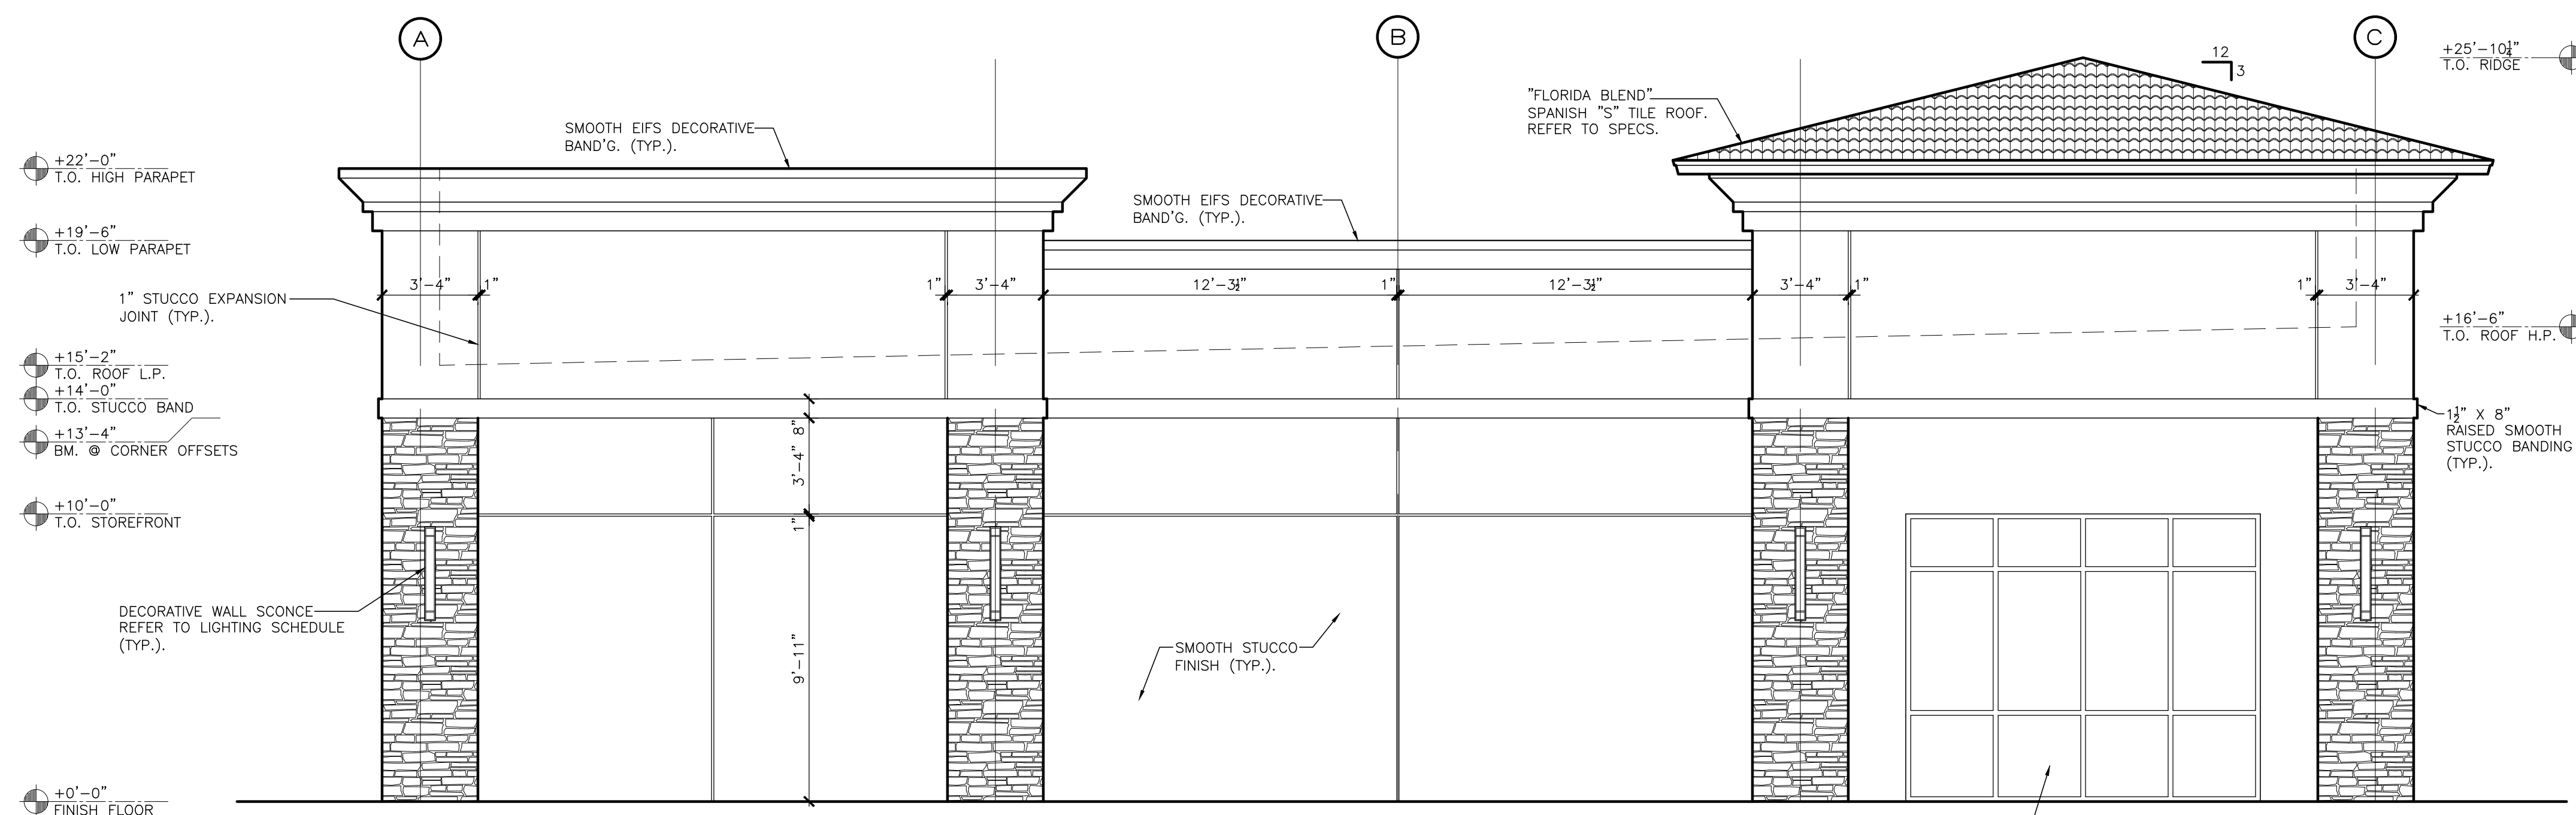 A
B
C
12
3
+25'-10¼"
T.O. RIDGE
"FLORIDA BLEND"
SPANISH "S" TILE ROOF.
REFER TO SPECS.
SMOOTH EIFS DECORATIVE
BAND'G. (TYP.).
+22'-0"
T.O. HIGH PARAPET
SMOOTH EIFS DECORATIVE
BAND'G. (TYP.).
+19'-6"
T.O. LOW PARAPET
3'-4"
1"
1"
3'-4"
12'-3½"
1"
12'-3½"
3'-4"
1"
1"
3'-4"
1" STUCCO EXPANSION
JOINT (TYP.).
+16'-6"
T.O. ROOF H.P.
+15'-2"
T.O. ROOF L.P.
+14'-0"
T.O. STUCCO BAND
+13'-4"
BM. @ CORNER OFFSETS
8"
3'-4"
1"
9'-11"
1½" X 8"
RAISED SMOOTH
STUCCO BANDING
(TYP.).
+10'-0"
T.O. STOREFRONT
DECORATIVE WALL SCONCE
REFER TO LIGHTING SCHEDULE
(TYP.).
SMOOTH STUCCO
FINISH (TYP.).
+0'-0"
FINISH FLOOR